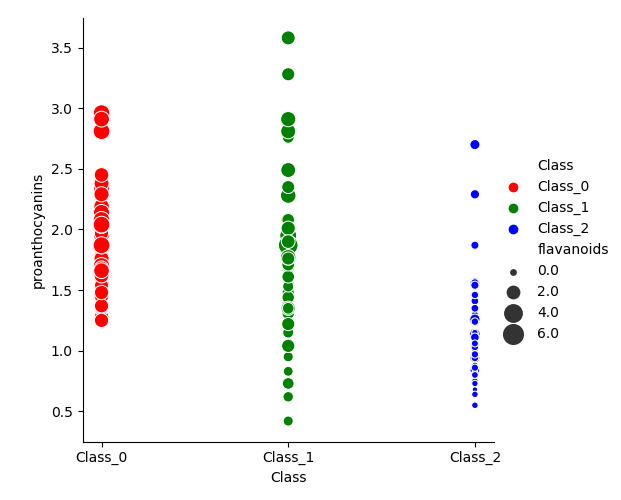 3.5
3.0
2.5
2.0
1.5
1.0
0.5
proanthocyanins
Class_0
Class_1
Class_2
Class
Class
Class_0
Class_1
Class_2
flavanoids
0.0
2.0
4.0
6.0